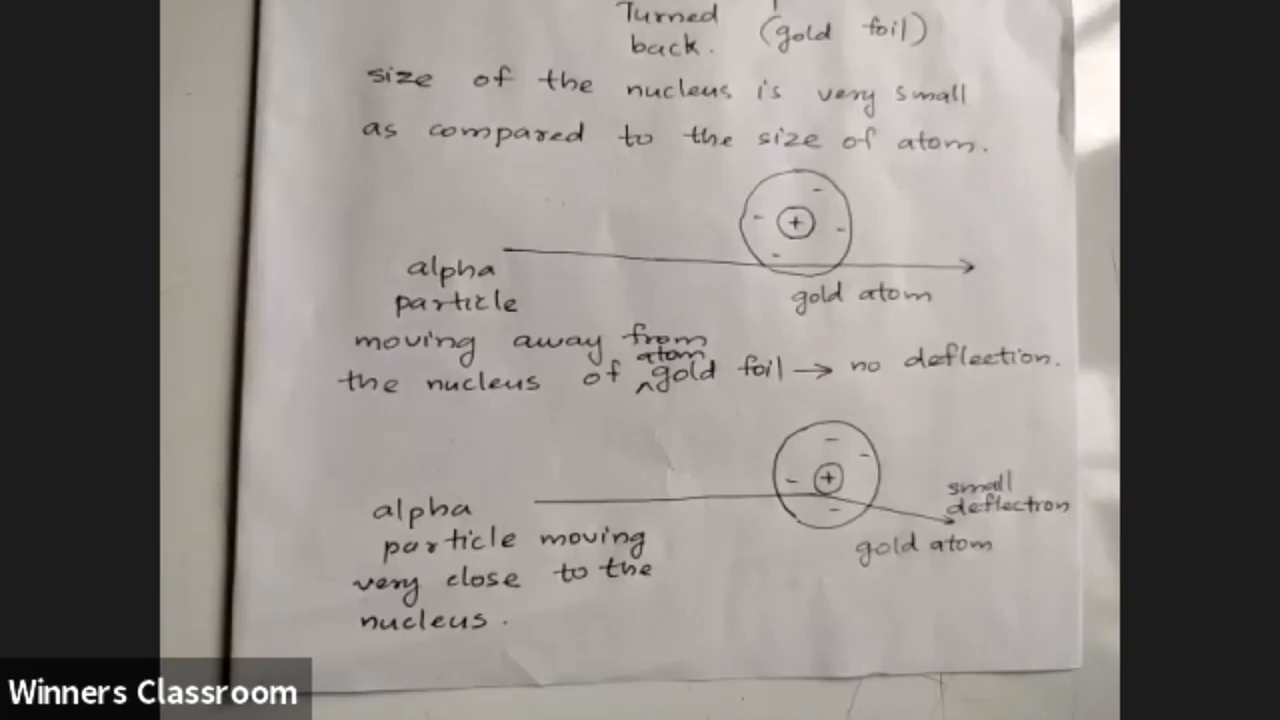 Turned
back. (gold foil)
size of the nucleus is very small
as compared to the size of atom.
+
-
-
-
-
alpha
particle
gold atom
moving away from
the nucleus of ^ atom gold foil → no deflection.
+
-
-
-
-
small
deflectron
alpha
particle moving
gold atom
very close to the
nucleus.
Winners Classroom